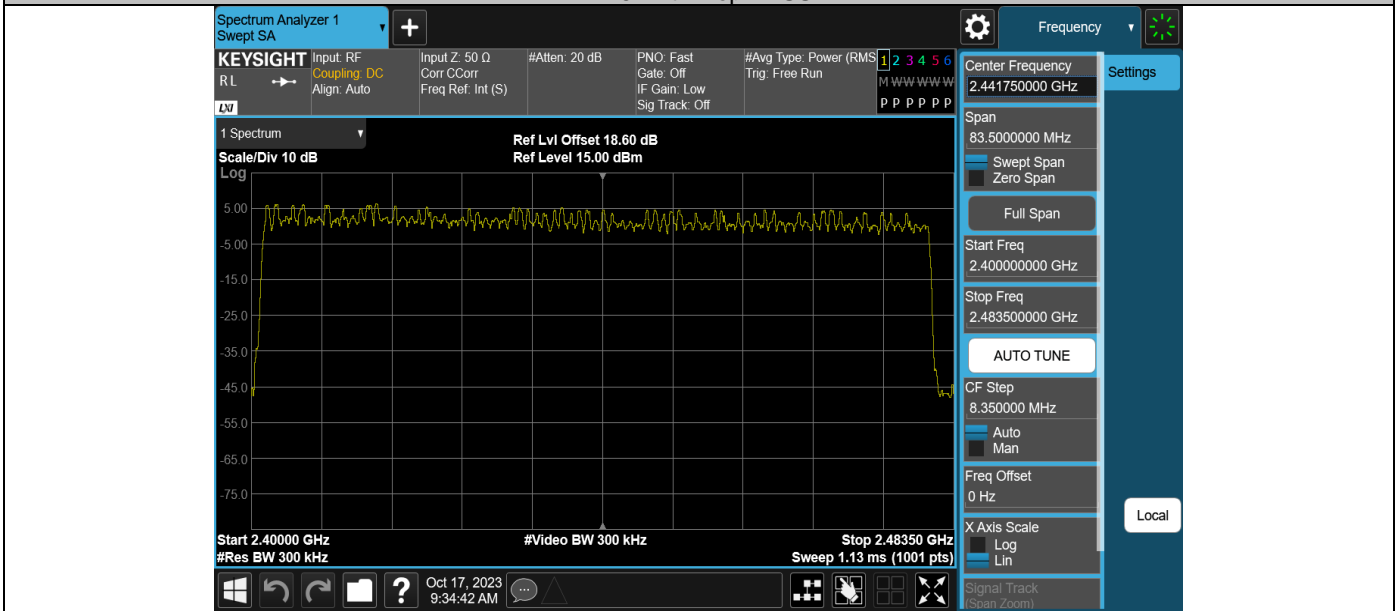 Spectrum Analyzer 1
Swept SA
Frequency
KEYSIGHT
R L
LXI
Input: RF
Coupling: DC
Align: Auto
Input Z: 50 Ω
Corr CCorr
Freq Ref: Int (S)
#Atten: 20 dB
PNO: Fast
Gate: Off
IF Gain: Low
Sig Track: Off
#Avg Type: Power (RMS
Trig: Free Run
1 2 3 4 5 6
M W W W W W
P P P P P P
Center Frequency
2.441750000 GHz
Settings
Span
83.5000000 MHz
Swept Span
Zero Span
Full Span
Start Freq
2.400000000 GHz
Stop Freq
2.483500000 GHz
AUTO TUNE
CF Step
8.350000 MHz
Auto
Man
Freq Offset
0 Hz
X Axis Scale
Log
Lin
Signal Track
(Span Zoom)
Local
1 Spectrum
Scale/Div 10 dB
Log
Ref Lvl Offset 18.60 dB
Ref Level 15.00 dBm
5.00
-5.00
-15.0
-25.0
-35.0
-45.0
-55.0
-65.0
-75.0
Start 2.40000 GHz
#Res BW 300 kHz
#Video BW 300 kHz
Stop 2.48350 GHz
Sweep 1.13 ms (1001 pts)
?
Oct 17, 2023
9:34:42 AM